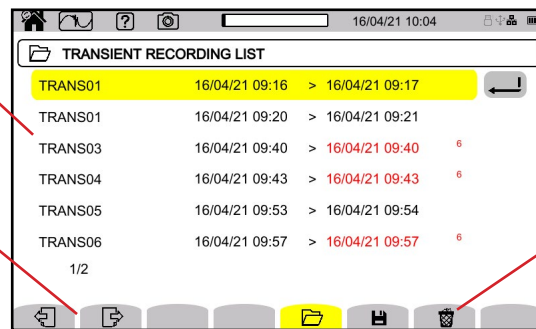 ? 16/04/21 10:04
TRANSIENT RECORDING LIST
TRANS01 16/04/21 09:16 > 16/04/21 09:17
TRANS01 16/04/21 09:20 > 16/04/21 09:21
TRANS03 16/04/21 09:40 > 16/04/21 09:40 6
TRANS04 16/04/21 09:43 > 16/04/21 09:43 6
TRANS05 16/04/21 09:53 > 16/04/21 09:54
TRANS06 16/04/21 09:57 > 16/04/21 09:57 6
1/2